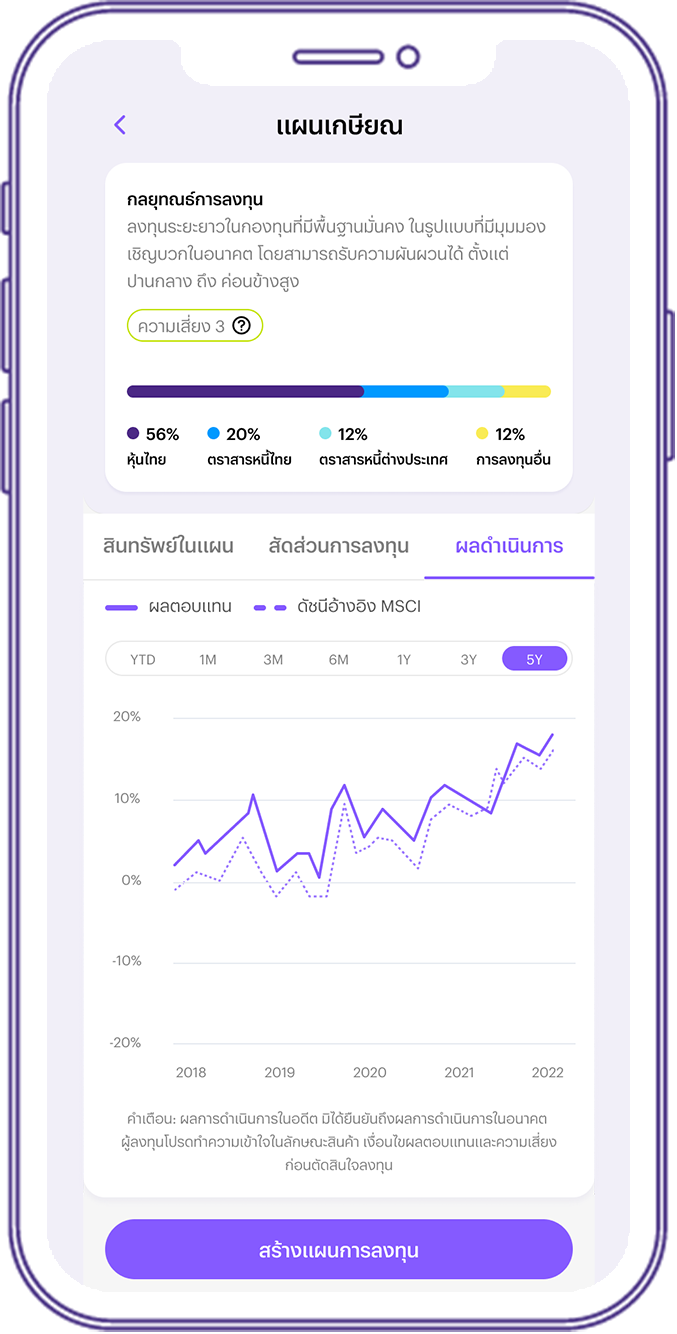 แผนเกษียณ
กลยุทณธ์การลงทุน
ลงทุนระยะยาวในกองทุนที่มีพื้นฐานมั่นคง ในรูปแบบที่มีมุมมอง
เชิญบวกในอนาคต โดยสามารถรับความผันผวนได้ ตั้งแต่
ปานกลาง ถึง ค่อนข้างสูง
ความเสี่ยง 3 ?
56% 20% 12% 12%
หุ้นไทย ตราสารหนี้ไทย ตราสารหนี้ต่างประเทศ การลงทุนอื่น
สินทรัพย์ในแผน สัดส่วนการลงทุน ผลดำเนินการ
ผลตอบแทน ดัชนีอ้างอิง MSCI
YTD 1M 3M 6M 1Y 3Y 5Y
20%
10%
0%
-10%
-20%
2018 2019 2020 2021 2022
คำเตือน: ผลการดำเนินการในอดีต มิได้ยืนยันถึงผลการดำเนินการในอนาคต
ผู้ลงทุนโปรดทำความเข้าใจในลักษณะสินค้า เงื่อนไขผลตอบแทนและความเสี่ยง
ก่อนตัดสินใจลงทุน
สร้างแผนการลงทุน